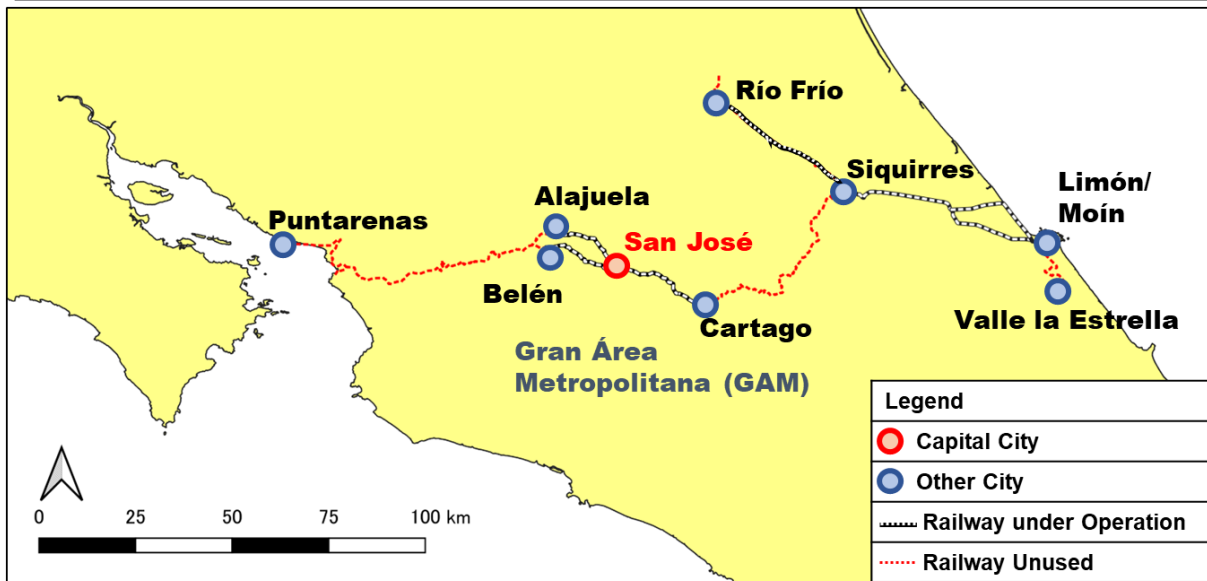 Río Frío
Siquirres
Limón/
Moín
Alajuela
Puntarenas
San José
Belén
Cartago
Valle la Estrella
Gran Área
Metropolitana (GAM)
Legend
Capital City
Other City
Railway under Operation
Railway Unused
0 25 50 75 100 km